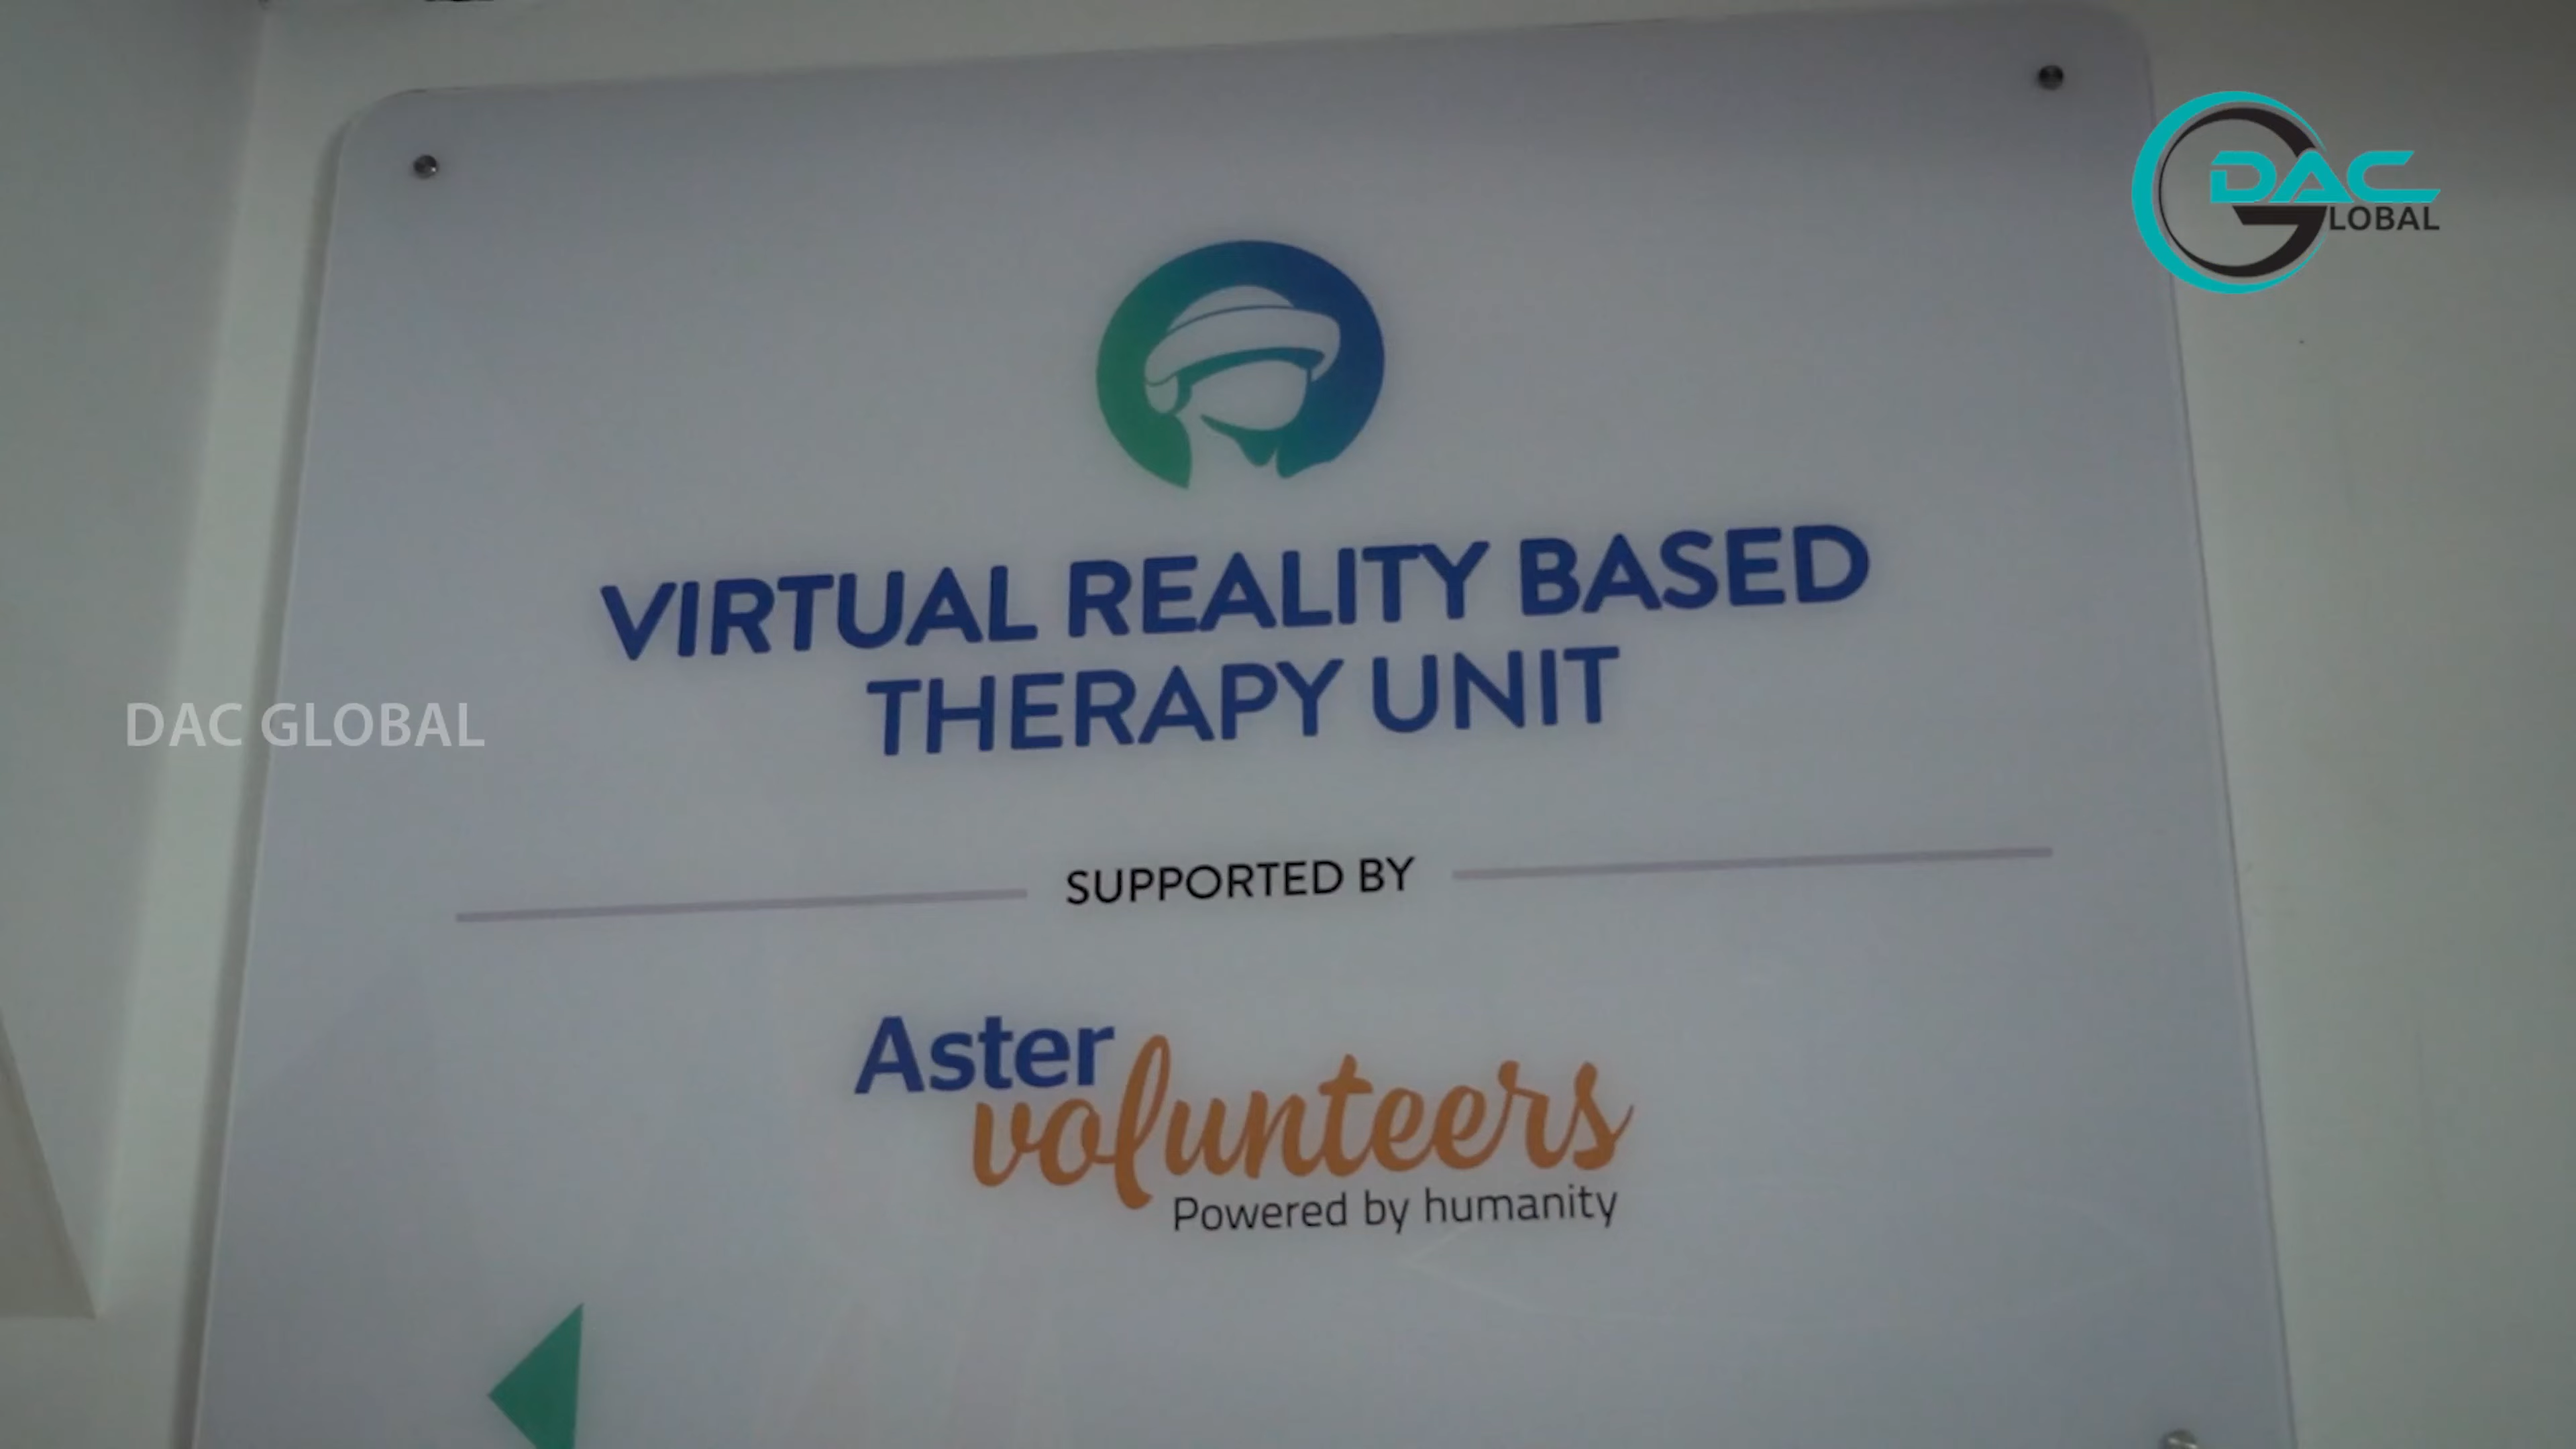 DAC
GLOBAL
VIRTUAL REALITY BASED
THERAPY UNIT
DAC GLOBAL
SUPPORTED BY
Aster
volunteers
Powered by humanity